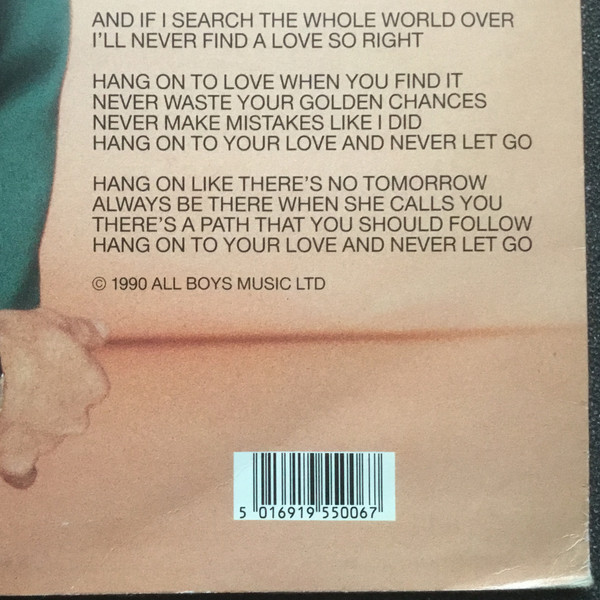 AND IF I SEARCH THE WHOLE WORLD OVER
I'LL NEVER FIND A LOVE SO RIGHT
HANG ON TO LOVE WHEN YOU FIND IT
NEVER WASTE YOUR GOLDEN CHANCES
NEVER MAKE MISTAKES LIKE I DID
HANG ON TO YOUR LOVE AND NEVER LET GO
HANG ON LIKE THERE'S NO TOMORROW
ALWAYS BE THERE WHEN SHE CALLS YOU
THERE'S A PATH THAT YOU SHOULD FOLLOW
HANG ON TO YOUR LOVE AND NEVER LET GO
© 1990 ALL BOYS MUSIC LTD
5 016919 550067